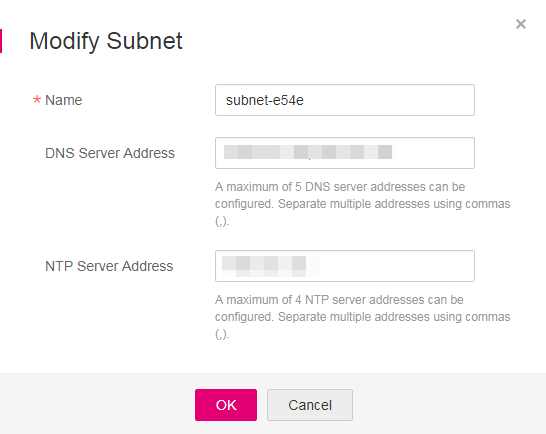 ×
Modify Subnet
* Name
subnet-e54e
DNS Server Address
A maximum of 5 DNS server addresses can be
configured. Separate multiple addresses using commas
(,).
NTP Server Address
A maximum of 4 NTP server addresses can be
configured. Separate multiple addresses using commas
(,).
OK
Cancel